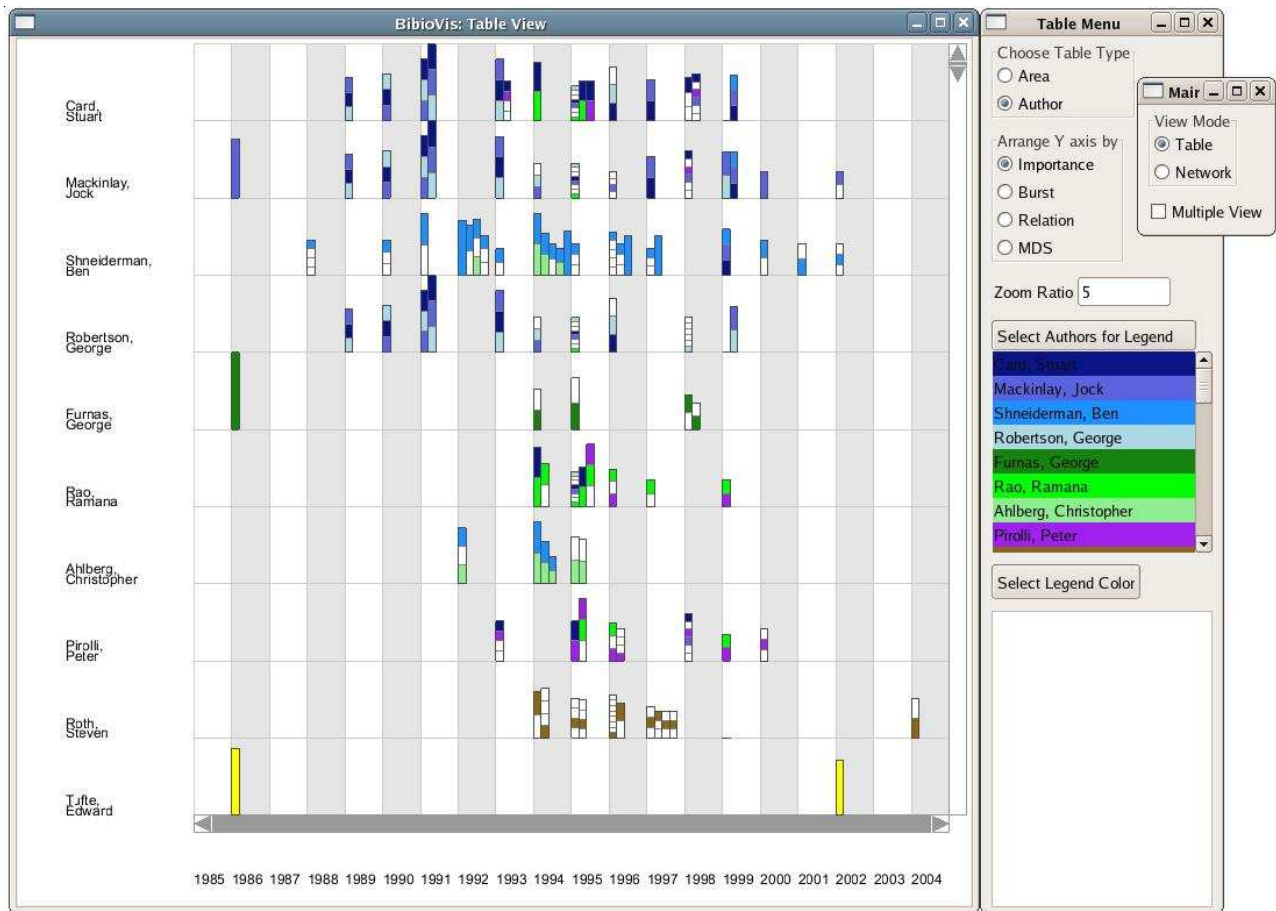 BibioVis: Table View
Card,
Stuart
Mackinlay,
Jock
Shneiderman,
Ben
Robertson,
George
Furnas,
George
Rao,
Ramana
Ahlberg,
Christopher
Pirolli,
Peter
Roth,
Steven
Tufte,
Edward
1985 1986 1987 1988 1989 1990 1991 1992 1993 1994 1995 1996 1997 1998 1999 2000 2001 2002 2003 2004
Table Menu
Choose Table Type
Area
Author
Arrange Y axis by
Importance
Burst
Relation
MDS
Zoom Ratio 5
Select Authors for Legend
Card, Stuart
Mackinlay, Jock
Shneiderman, Ben
Robertson, George
Furnas, George
Rao, Ramana
Ahlberg, Christopher
Pirolli, Peter
Select Legend Color
Mair
View Mode
Table
Network
Multiple View